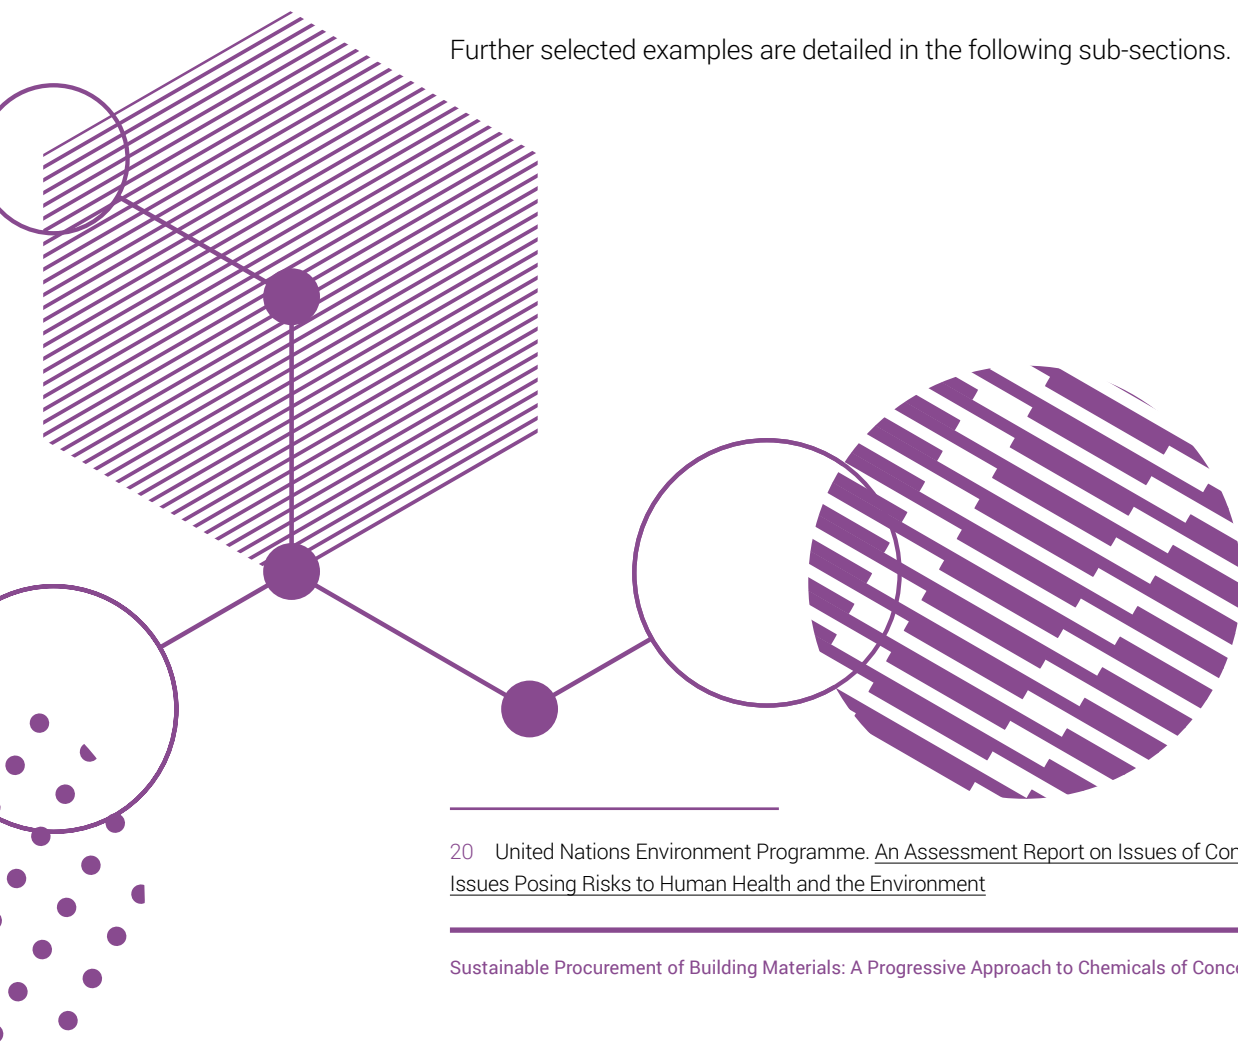 Further selected examples are detailed in the following sub-sections.
20 United Nations Environment Programme. An Assessment Report on Issues of
Issues Posing Risks to Human Health and the Environment
Sustainable Procurement of Building Materials: A Progressive Approach to Chemicals of